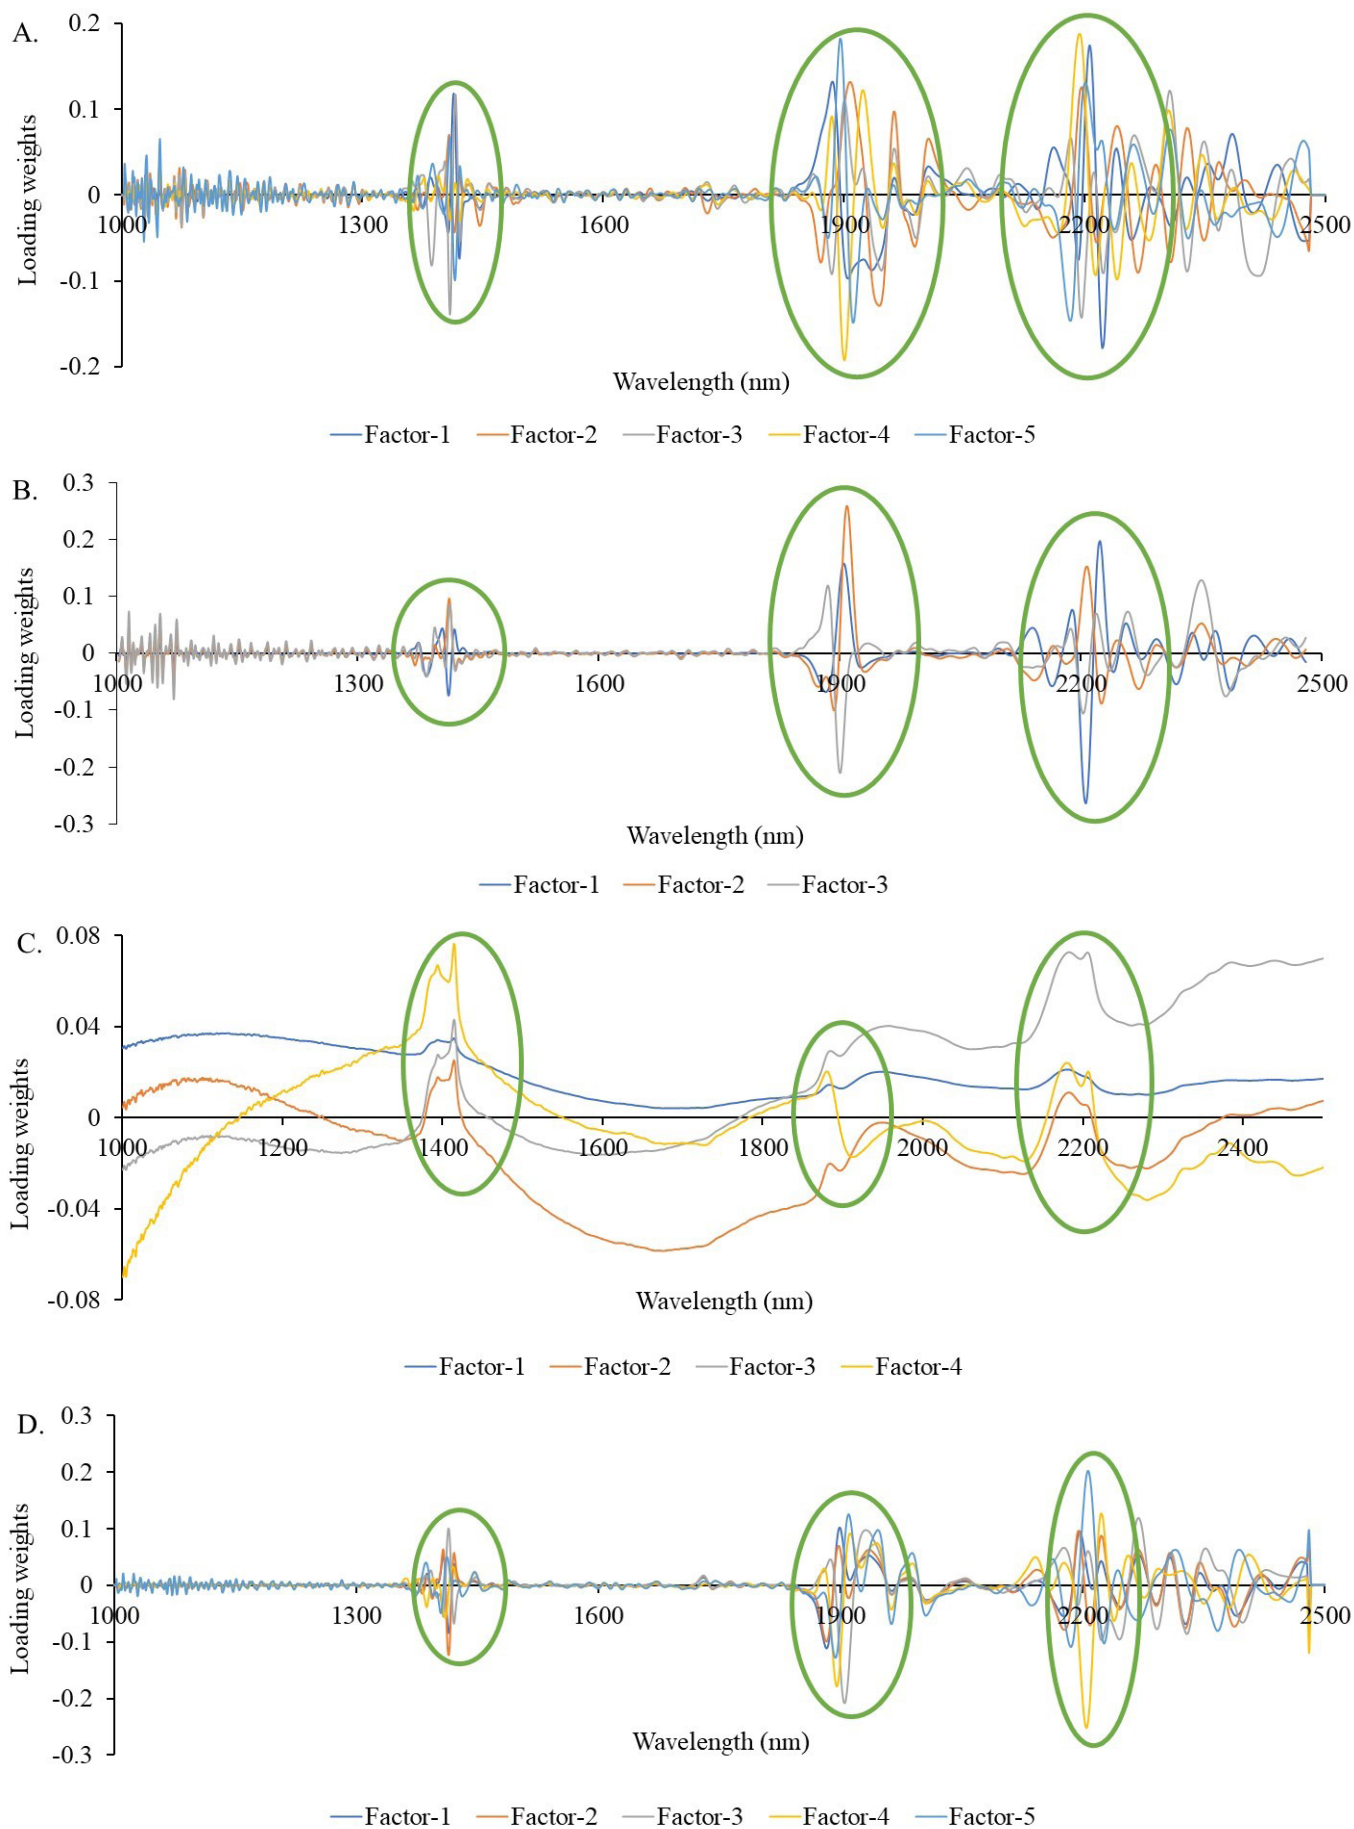 A.
Loading weights
0.2
0.1
0
-0.1
-0.2
1000 1300 1600 1900 2200 2500
Wavelength (nm)
Factor-1 Factor-2 Factor-3 Factor-4 Factor-5
B.
Loading weights
0.3
0.2
0.1
0
-0.1
-0.2
-0.3
1000 1300 1600 1900 2200 2500
Wavelength (nm)
Factor-1 Factor-2 Factor-3
C.
Loading weights
0.08
0.04
0
-0.04
-0.08
1000 1200 1400 1600 1800 2000 2200 2400
Wavelength (nm)
Factor-1 Factor-2 Factor-3 Factor-4
D.
Loading weights
0.3
0.2
0.1
0
-0.1
-0.2
-0.3
1000 1300 1600 1900 2200 2500
Wavelength (nm)
Factor-1 Factor-2 Factor-3 Factor-4 Factor-5